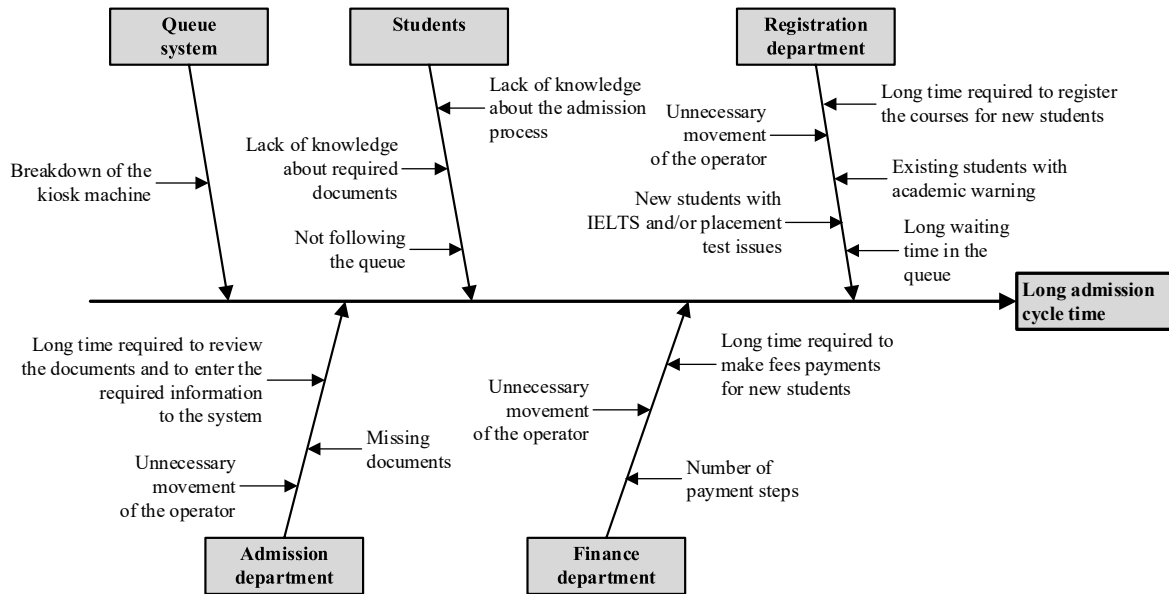 Queue
system
Students
Registration
department
Lack of knowledge
about the admission
process
Long time required to register
the courses for new students
Unnecessary
movement
of the operator
Lack of knowledge
about required
documents
Breakdown of the
kiosk machine
Existing students with
academic warning
New students with
IELTS and/or placement
test issues
Not following
the queue
Long waiting
time in the
queue
Long admission
cycle time
Long time required to review
the documents and to enter the
required information
to the system
Long time required to
make fees payments
for new students
Unnecessary
movement
of the operator
Missing
documents
Unnecessary
movement
of the operator
Number of
payment steps
Admission
department
Finance
department